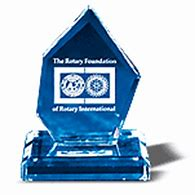 The Rotary Foundation
of Rotary International